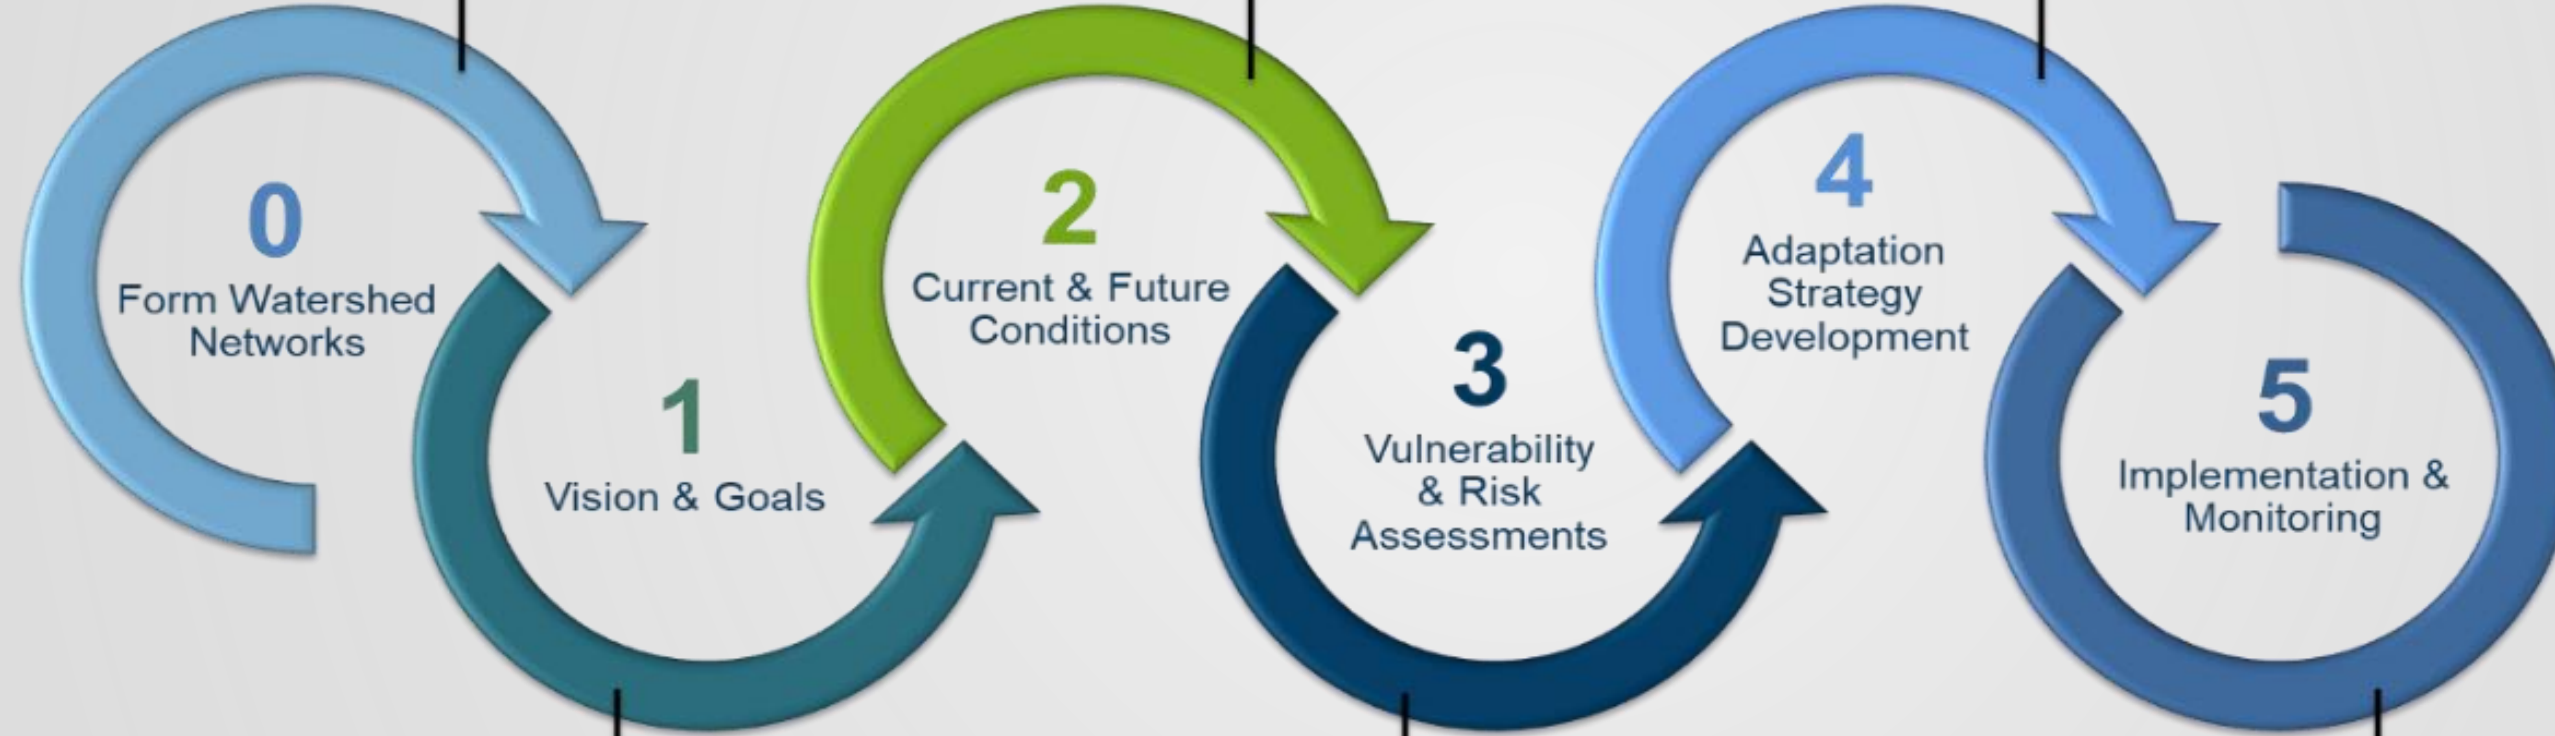 0
Form Watershed
Networks
1
Vision & Goals
2
Current & Future
Conditions
3
Vulnerability
& Risk
Assessments
4
Adaptation
Strategy
Development
5
Implementation &
Monitoring